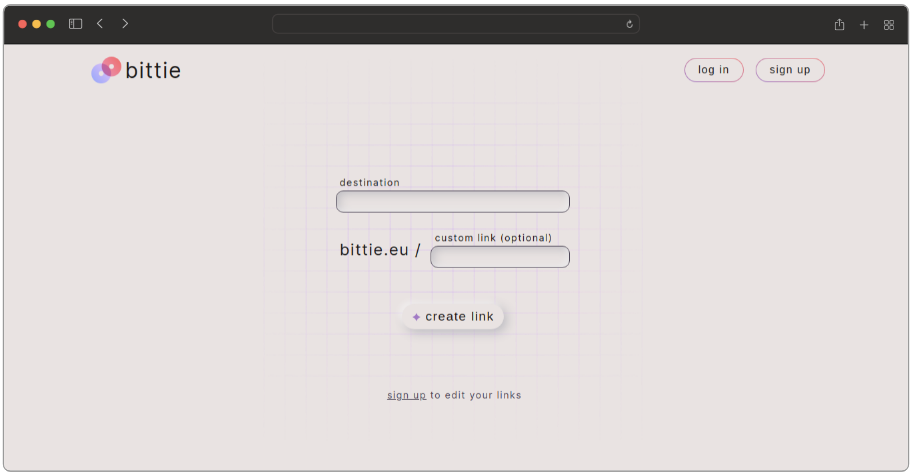 bittie
log in
sign up
destination
custom link (optional)
bittie.eu /
create link
sign up to edit your links